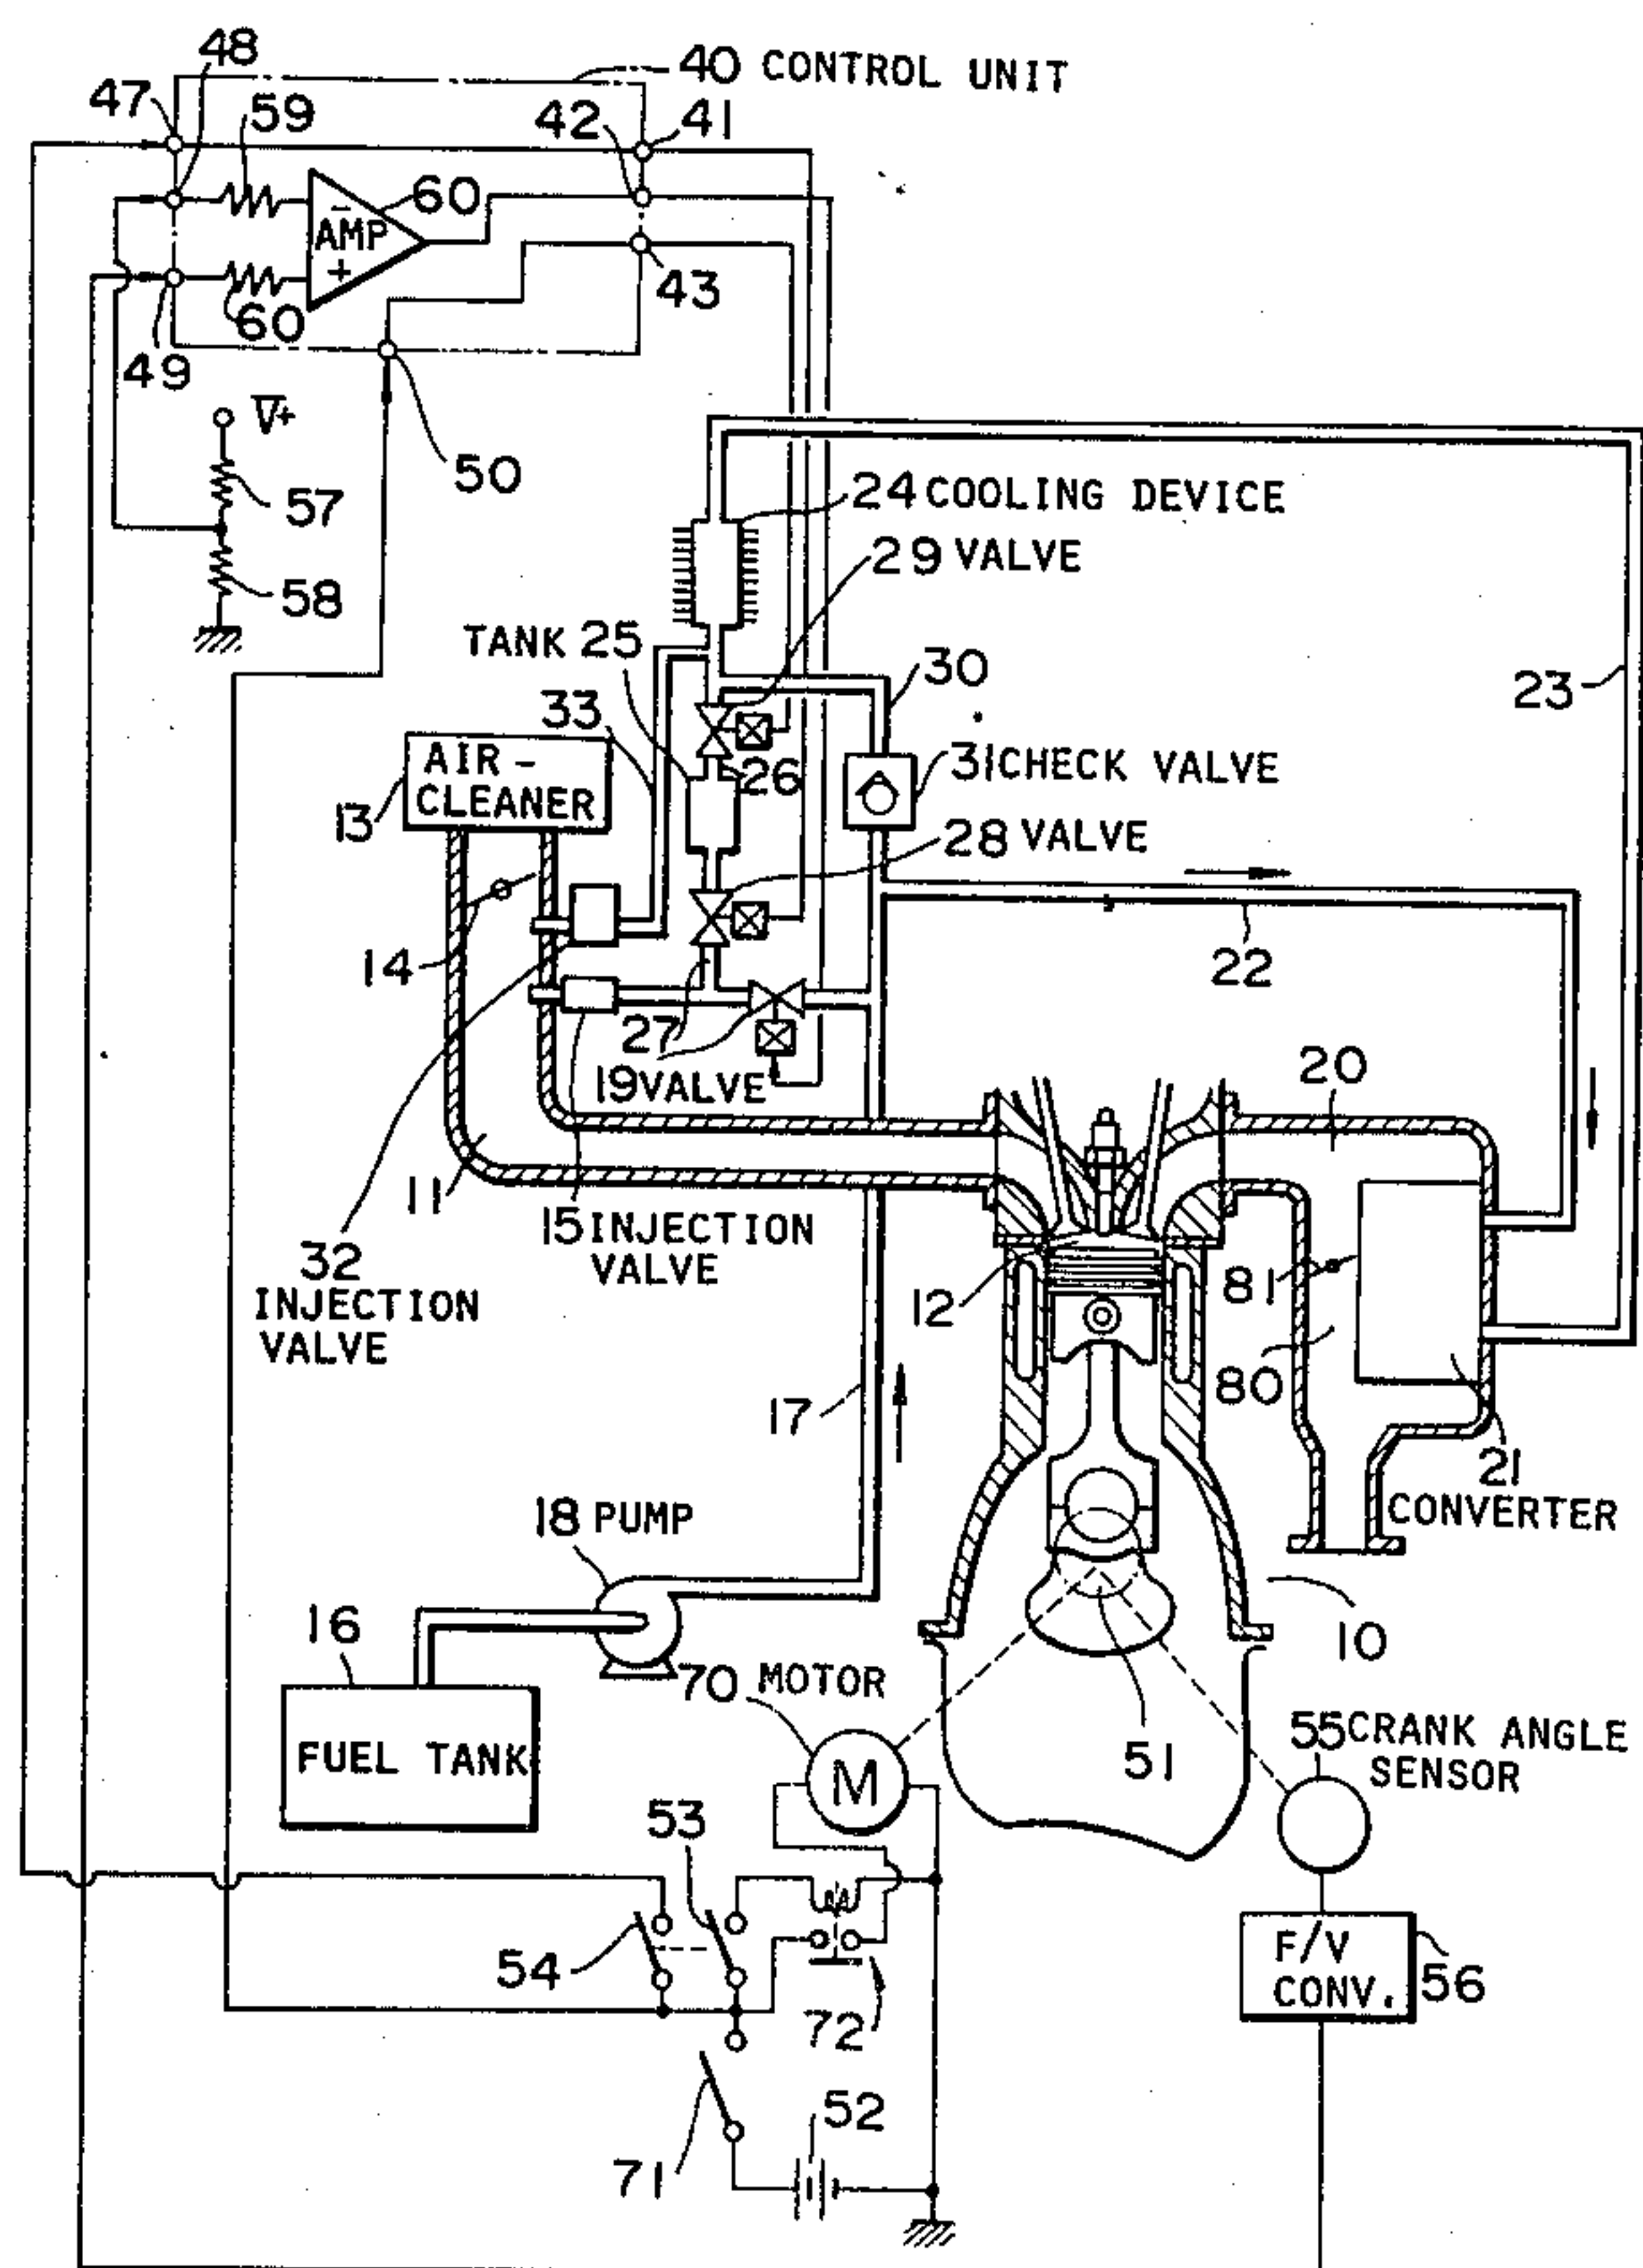 48
40 CONTROL UNIT
47
59
42
41
60
− AMP +
60
43
49
V+
50
57
24 COOLING DEVICE
29 VALVE
58
TANK 25
30
23
33
AIR-
CLEANER
26
31 CHECK VALVE
13
28 VALVE
14
22
27
19 VALVE
20
11
15 INJECTION
VALVE
32
INJECTION
VALVE
12
81
80
17
21
CONVERTER
18 PUMP
16
10
70 MOTOR
FUEL TANK
M
51
55 CRANK ANGLE
SENSOR
53
54
F/V
CONV.
56
72
52
71